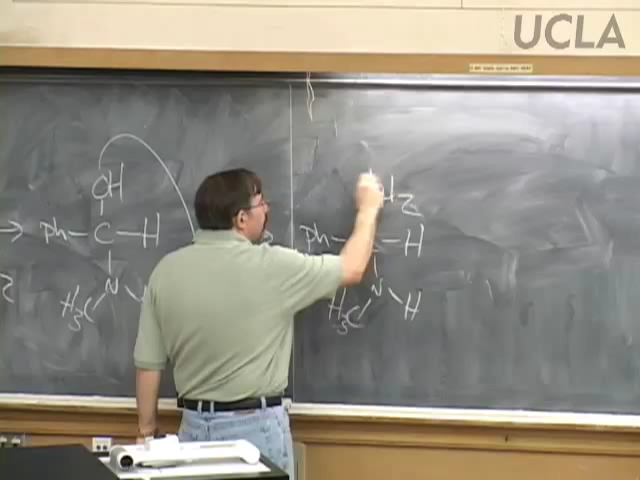 UCLA
OH
Ph-C-H
N
H3C
H2
Ph-
-H
N
H3C H